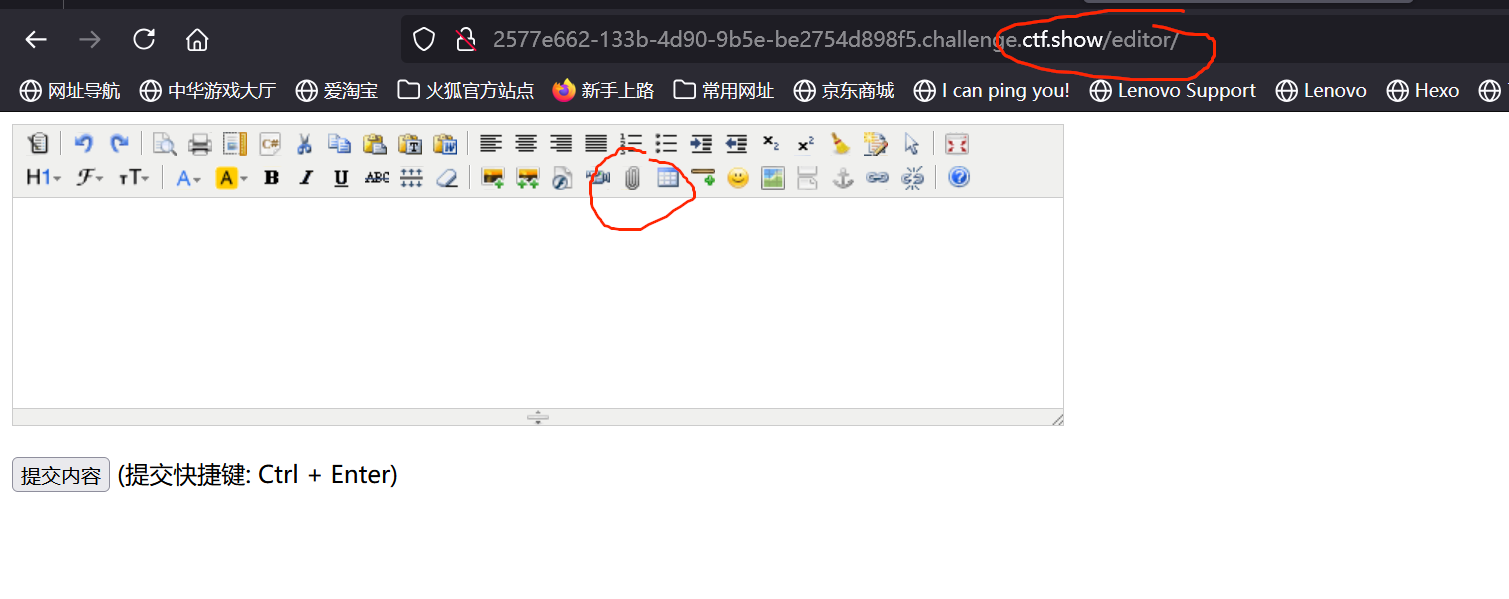 2577e662-133b-4d90-9b5e-be2754d898f5.challenge.ctf.show/editor/
网址导航 中华游戏大厅 爱淘宝 火狐官方站点 新手上路 常用网址 京东商城 I can ping you! Lenovo Support Lenovo Hexo
H1 F TT A A B I U ABC
提交内容 (提交快捷键: Ctrl + Enter)